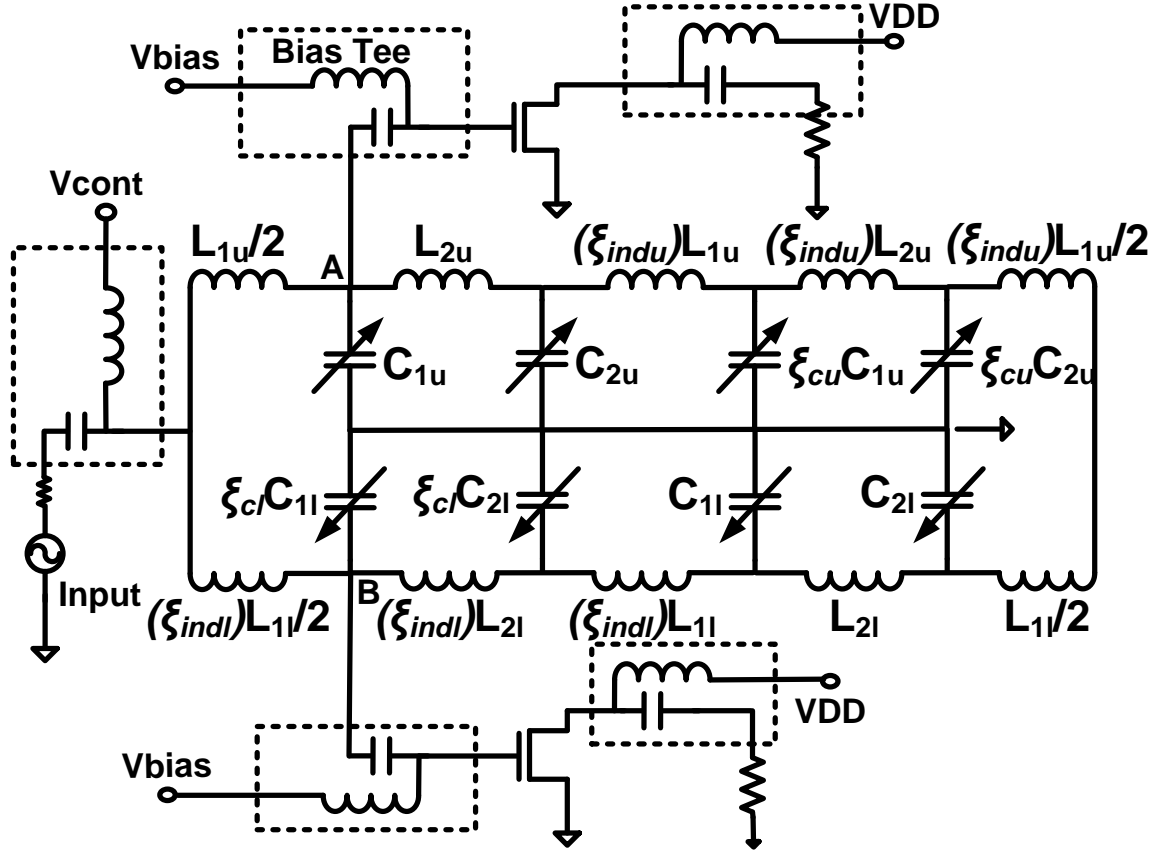 VDD
Vbias
Bias Tee
Vcont
L1u/2
A
L2u
(ξindu)L1u
(ξindu)L2u
(ξindu)L1u/2
C1u
C2u
ξcuC1u
ξcuC2u
ξclC1l
ξclC2l
C1l
C2l
Input
(ξindl)L1l/2
B
(ξindl)L2l
(ξindl)L1l
L2l
L1l/2
VDD
Vbias